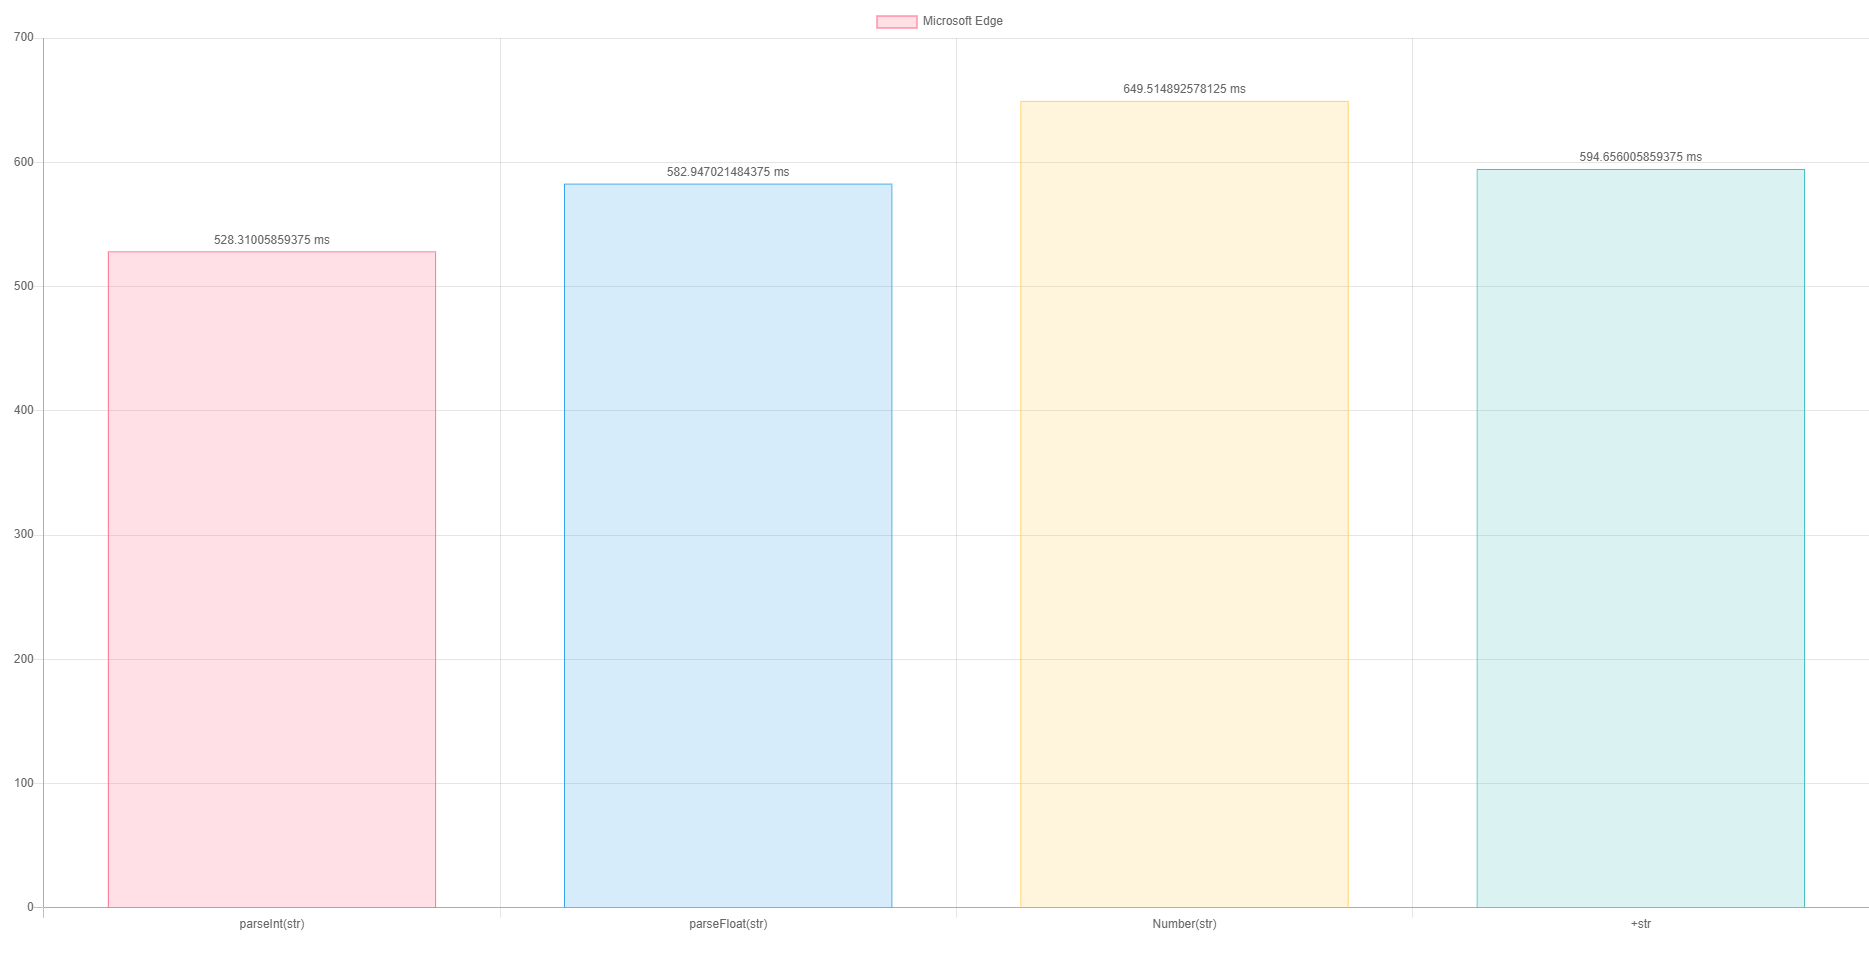 Microsoft Edge
700
600
500
400
300
200
100
0
528.31005859375 ms
582.947021484375 ms
649.514892578125 ms
594.656005859375 ms
parseInt(str)
parseFloat(str)
Number(str)
+str